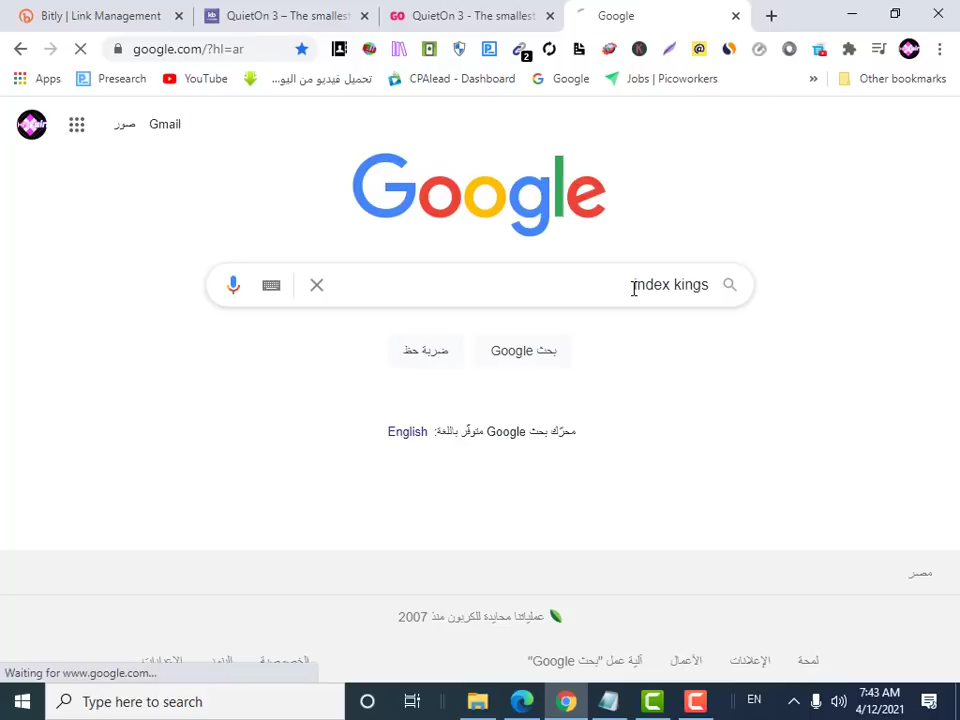 Bitly | Link Management
QuietOn 3 – The smallest
QuietOn 3 - The smallest
Google
google.com/?hl=ar
2
Apps
Presearch
YouTube
تحميل فيديو من اليو...
CPAlead - Dashboard
Google
Jobs | Picoworkers
»
Other bookmarks
صور
Gmail
Google
index kings
بحث Google
ضربة حظ
محرّك بحث Google متوفّر باللغة: English
مصر
عملياتنا محايدة للكربون منذ 2007
لمحة
الإعلانات
الأعمال
آلية عمل "بحث Google"
الخصوصية
البنود
الإعدادات
Waiting for www.google.com...
Type here to search
EN
7:43 AM
4/12/2021